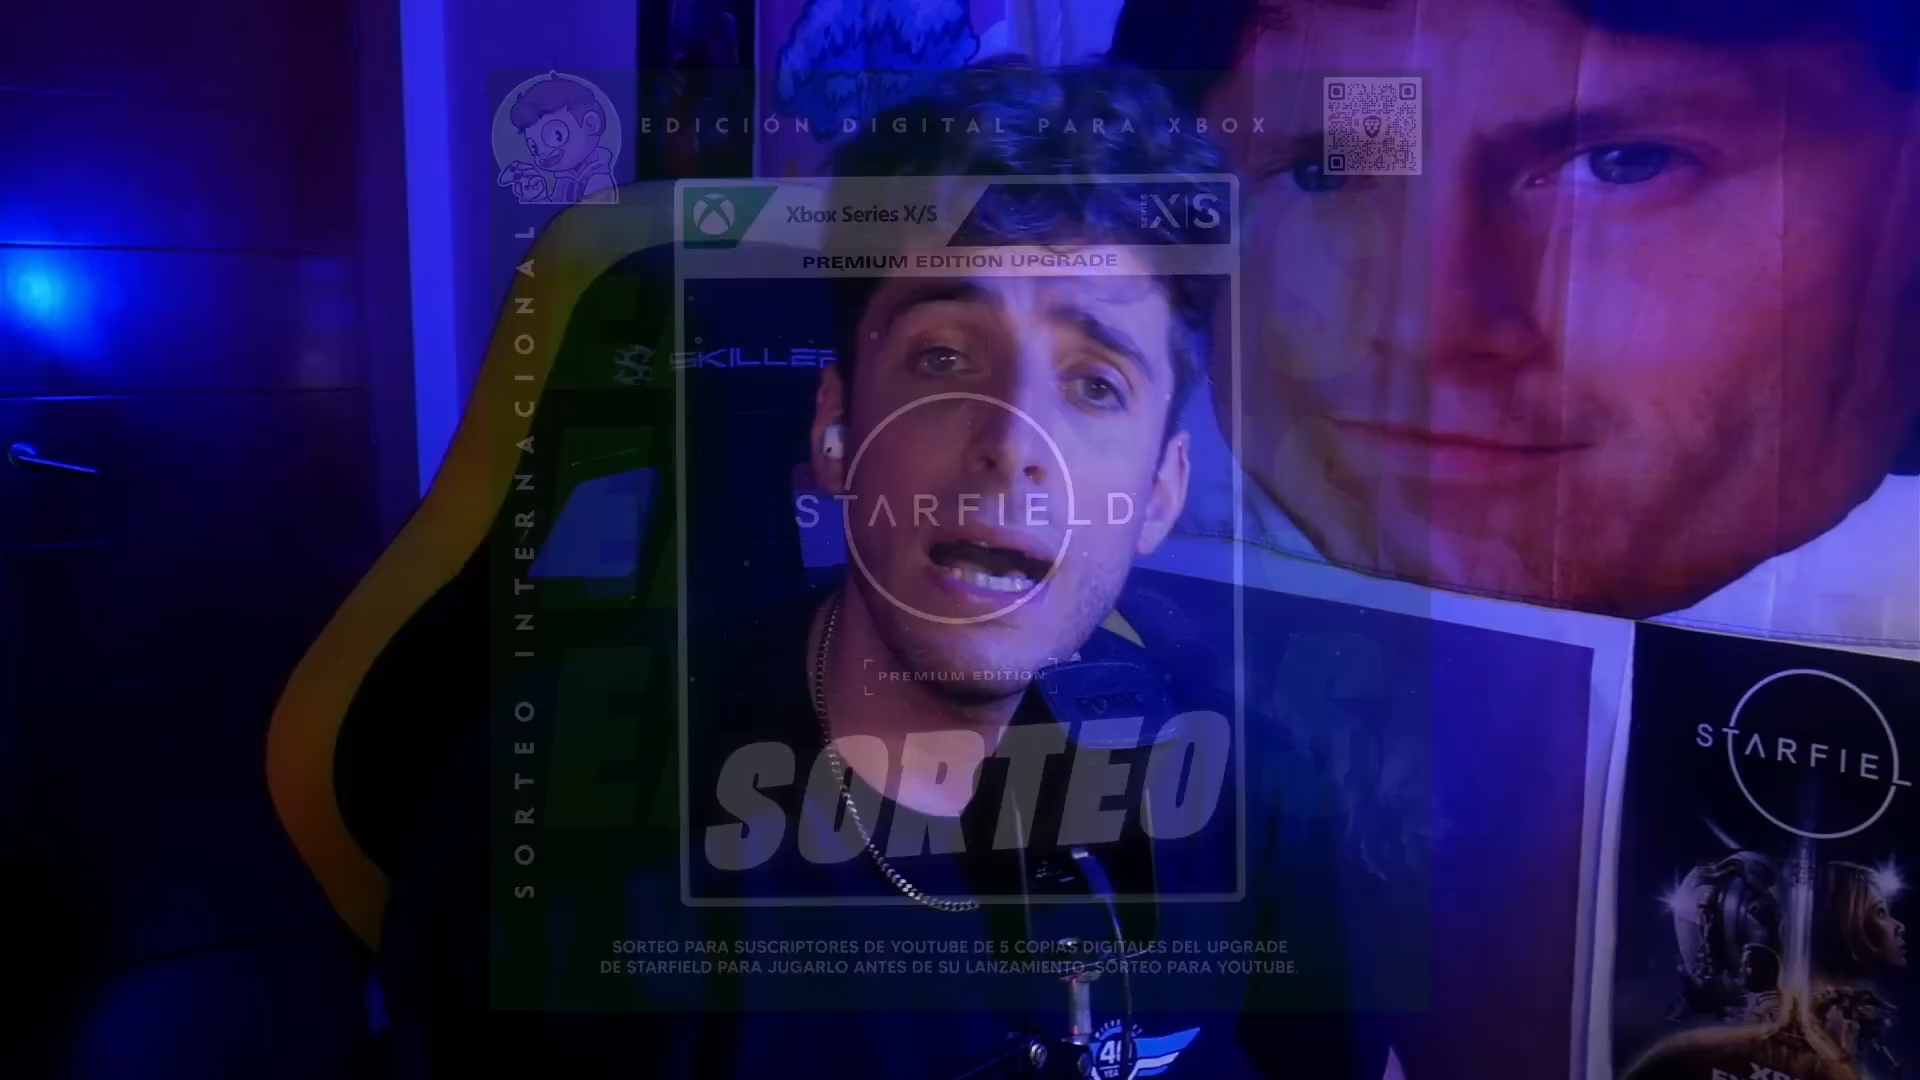 EDICIÓN DIGITAL PARA XBOX
SORTEO INTERNACIONAL
Xbox Series X/S
SERIES X|S
PREMIUM EDITION UPGRADE
SKILLER
STARFIELD
PREMIUM EDITION
SORTEO
SORTEO PARA SUSCRIPTORES DE YOUTUBE DE 5 COPIAS DIGITALES DEL UPGRADE
DE STARFIELD PARA JUGARLO ANTES DE SU LANZAMIENTO. SORTEO PARA YOUTUBE.
STARFIEL